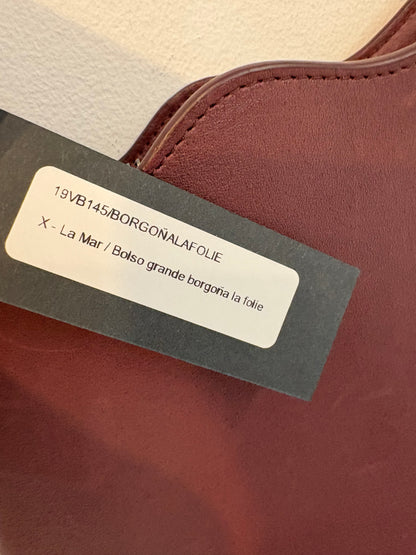 19VB145/BORGOÑALAFOLIE
X - La Mar / Bolso grande borgoña la folie